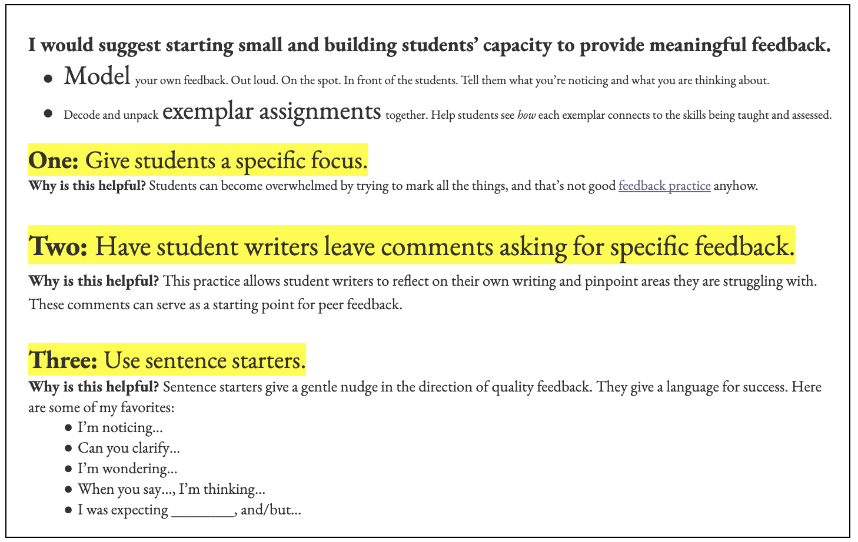 I would suggest starting small and building students’ capacity to provide meaningful feedback.
● Model your own feedback. Out loud. On the spot. In front of the students. Tell them what you’re noticing and what you are thinking about.
● Decode and unpack exemplar assignments together. Help students see how each exemplar connects to the skills being taught and assessed.
One: Give students a specific focus.
Why is this helpful? Students can become overwhelmed by trying to mark all the things, and that’s not good feedback practice anyhow.
Two: Have student writers leave comments asking for specific feedback.
Why is this helpful? This practice allows student writers to reflect on their own writing and pinpoint areas they are struggling with.
These comments can serve as a starting point for peer feedback.
Three: Use sentence starters.
Why is this helpful? Sentence starters give a gentle nudge in the direction of quality feedback. They give a language for success. Here
are some of my favorites:
● I’m noticing…
● Can you clarify…
● I’m wondering…
● When you say…, I’m thinking…
● I was expecting ________, and/but…